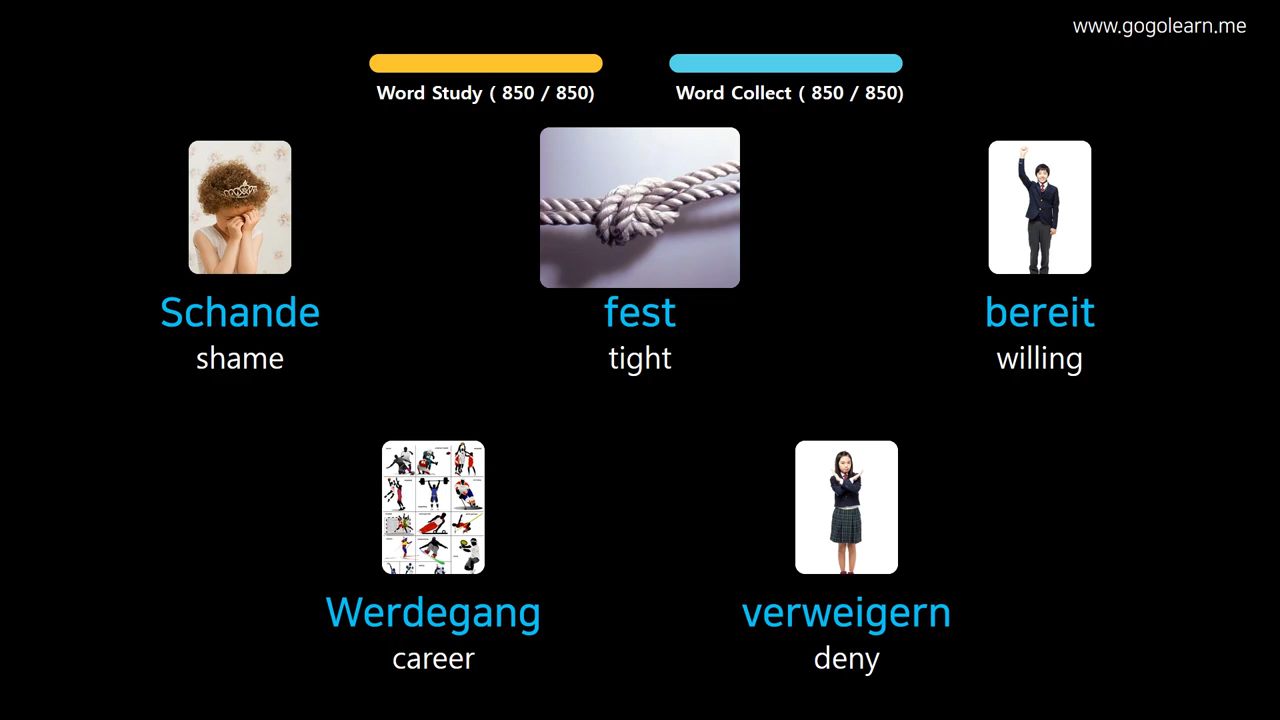 www.gogolearn.me
Word Study ( 850 / 850)
Word Collect ( 850 / 850)
Schande
shame
fest
tight
bereit
willing
Werdegang
career
verweigern
deny